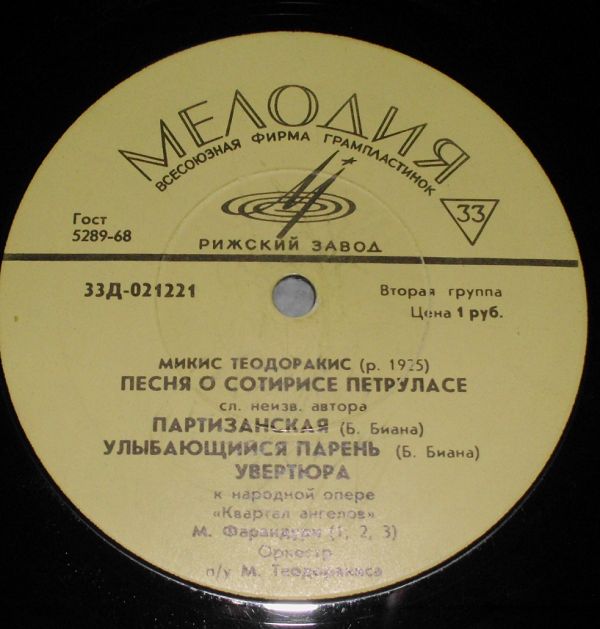 МЕЛОДИЯ
ВСЕСОЮЗНАЯ ФИРМА ГРАМПЛАСТИНОК
33
Гост
5289-68
РИЖСКИЙ ЗАВОД
33Д-021221
Вторая группа
Цена 1 руб.
МИКИС ТЕОДОРАКИС (р. 1925)
ПЕСНЯ О СОТИРИСЕ ПЕТРУЛАСЕ
сл. неизв. автора
ПАРТИЗАНСКАЯ (Б. Биана)
УЛЫБАЮЩИЙСЯ ПАРЕНЬ (Б. Биана)
УВЕРТЮРА
к народной опере
«Квартал ангелов»
М. Фарандури (1, 2, 3)
Оркестр
п/у М. Теодоракиса